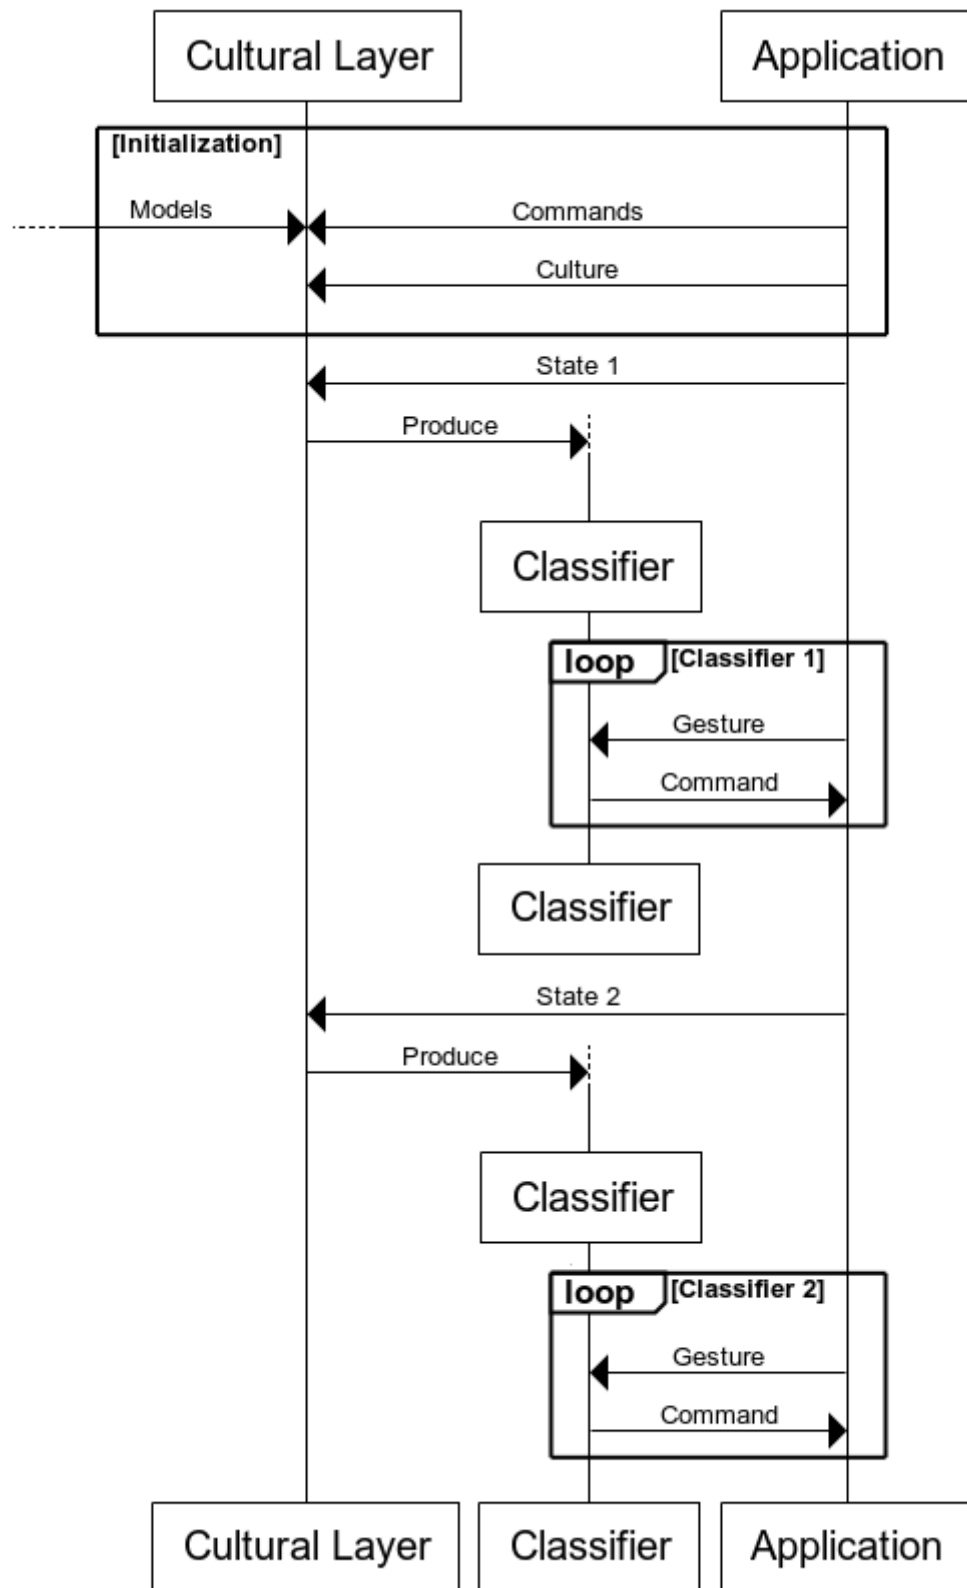 Cultural Layer
Application
[Initialization]
Models
Commands
Culture
State 1
Produce
Classifier
loop [Classifier 1]
Gesture
Command
Classifier
State 2
Produce
Classifier
loop [Classifier 2]
Gesture
Command
Cultural Layer
Classifier
Application